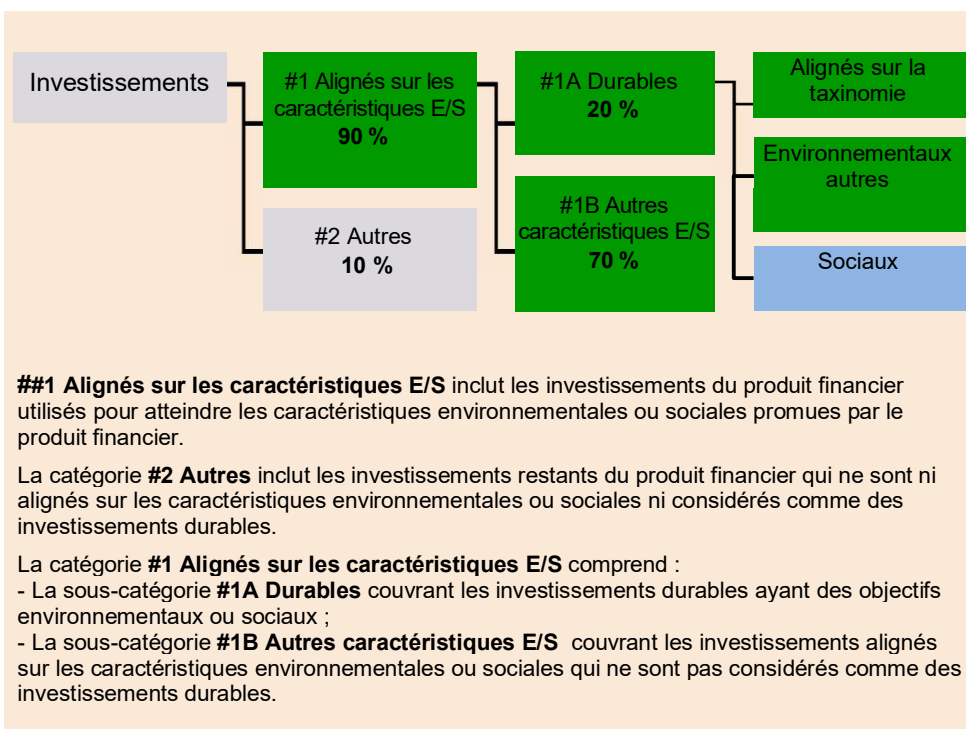 Investissements
#1 Alignés sur les
caractéristiques E/S
90 %
#2 Autres
10 %
#1A Durables
20 %
#1B Autres
caractéristiques E/S
70 %
Alignés sur la
taxinomie
Environnementaux
autres
Sociaux
##1 Alignés sur les caractéristiques E/S inclut les investissements du produit financier
utilisés pour atteindre les caractéristiques environnementales ou sociales promues par le
produit financier.
La catégorie #2 Autres inclut les investissements restants du produit financier qui ne sont ni
alignés sur les caractéristiques environnementales ou sociales ni considérés comme des
investissements durables.
La catégorie #1 Alignés sur les caractéristiques E/S comprend :
- La sous-catégorie #1A Durables couvrant les investissements durables ayant des objectifs
environnementaux ou sociaux ;
- La sous-catégorie #1B Autres caractéristiques E/S couvrant les investissements alignés
sur les caractéristiques environnementales ou sociales qui ne sont pas considérés comme des
investissements durables.